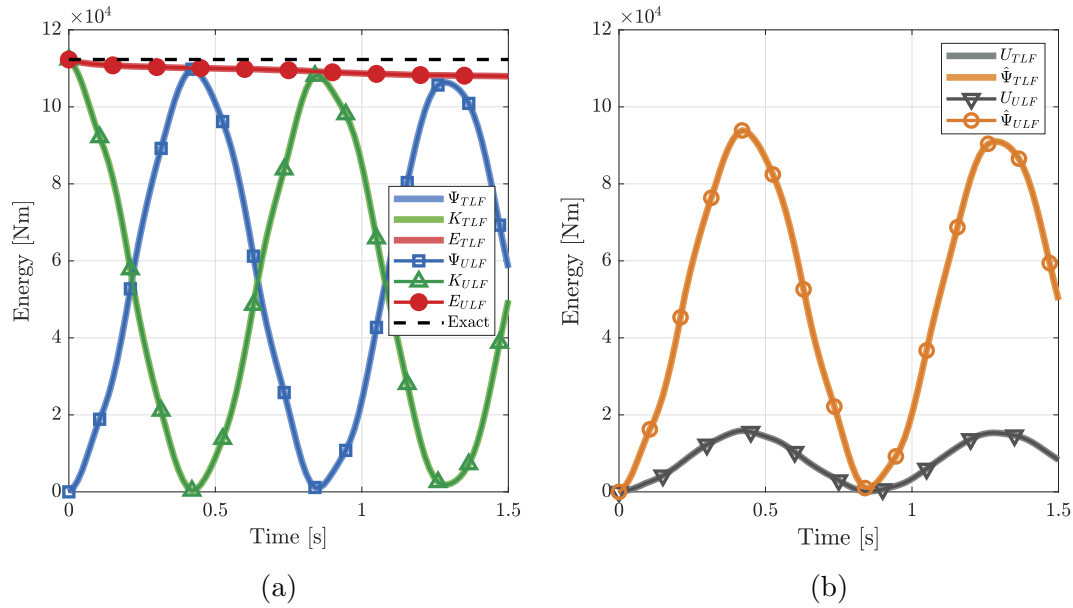 ×10⁴
12
10
8
6
4
2
0
Energy [Nm]
0 0.5 1 1.5
Time [s]
Ψ_TLF
K_TLF
E_TLF
Ψ_ULF
K_ULF
E_ULF
Exact
(a)
×10⁴
12
10
8
6
4
2
0
Energy [Nm]
0 0.5 1 1.5
Time [s]
U_TLF
Ψ̂_TLF
U_ULF
Ψ̂_ULF
(b)